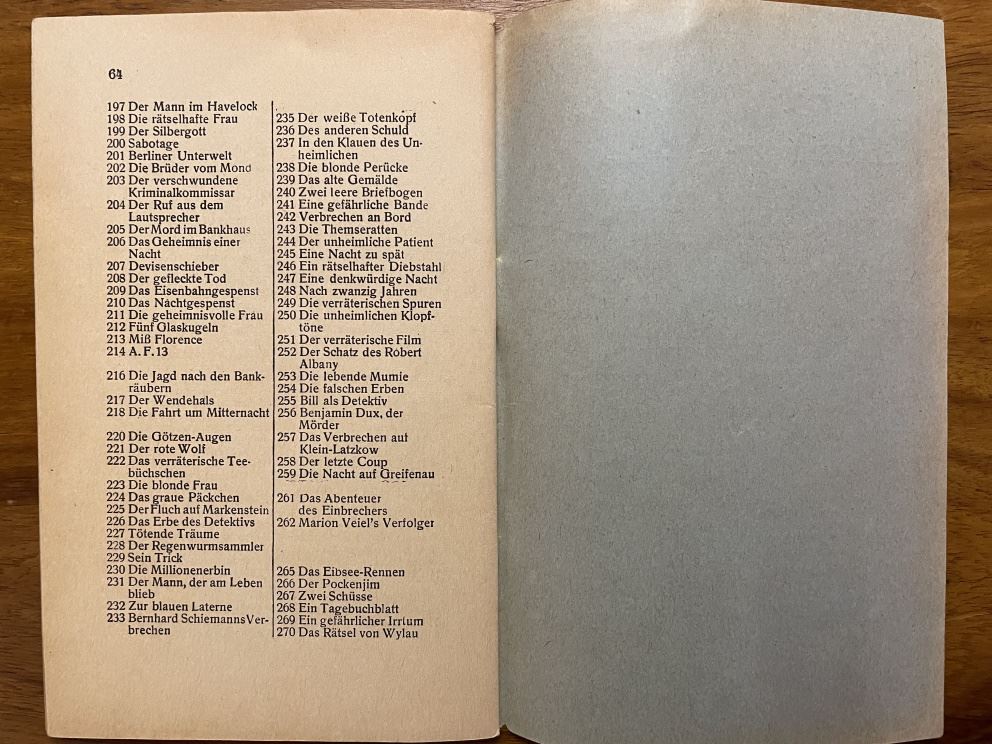 64
197 Der Mann im Havelock
198 Die rätselhafte Frau
199 Der Silbergott
200 Sabotage
201 Berliner Unterwelt
202 Die Brüder vom Mond
203 Der verschwundene
Kriminalkommissar
204 Der Ruf aus dem
Lautsprecher
205 Der Mord im Bankhaus
206 Das Geheimnis einer
Nacht
207 Devisenschieber
208 Der gefleckte Tod
209 Das Eisenbahngespenst
210 Das Nachtgespenst
211 Die geheimnisvolle Frau
212 Fünf Glaskugeln
213 Miß Florence
214 A. F. 13
216 Die Jagd nach den Bank-
räubern
217 Der Wendehals
218 Die Fahrt um Mitternacht
220 Die Götzen-Augen
221 Der rote Wolf
222 Das verräterische Tee-
büchschen
223 Die blonde Frau
224 Das graue Päckchen
225 Der Fluch auf Markenstein
226 Das Erbe des Detektivs
227 Tötende Träume
228 Der Regenwurmsammler
229 Sein Trick
230 Die Millionenerbin
231 Der Mann, der am Leben
blieb
232 Zur blauen Laterne
233 Bernhard Schiemanns Ver-
brechen
235 Der weiße Totenkopf
236 Des anderen Schuld
237 In den Klauen des Un-
heimlichen
238 Die blonde Perücke
239 Das alte Gemälde
240 Zwei leere Briefbogen
241 Eine gefährliche Bande
242 Verbrechen an Bord
243 Die Themseratten
244 Der unheimliche Patient
245 Eine Nacht zu spät
246 Ein rätselhafter Diebstahl
247 Eine denkwürdige Nacht
248 Nach zwanzig Jahren
249 Die verräterischen Spuren
250 Die unheimlichen Klopf-
töne
251 Der verräterische Film
252 Der Schatz des Robert
Albany
253 Die lebende Mumie
254 Die falschen Erben
255 Bill als Detektiv
256 Benjamin Dux, der
Mörder
257 Das Verbrechen auf
Klein-Latzkow
258 Der letzte Coup
259 Die Nacht auf Greifenau
261 Das Abenteuer
des Einbrechers
262 Marion Veiel's Verfolger
265 Das Eibsee-Rennen
266 Der Pockenjim
267 Zwei Schüsse
268 Ein Tagebuchblatt
269 Ein gefährlicher Irrtum
270 Das Rätsel von Wylau